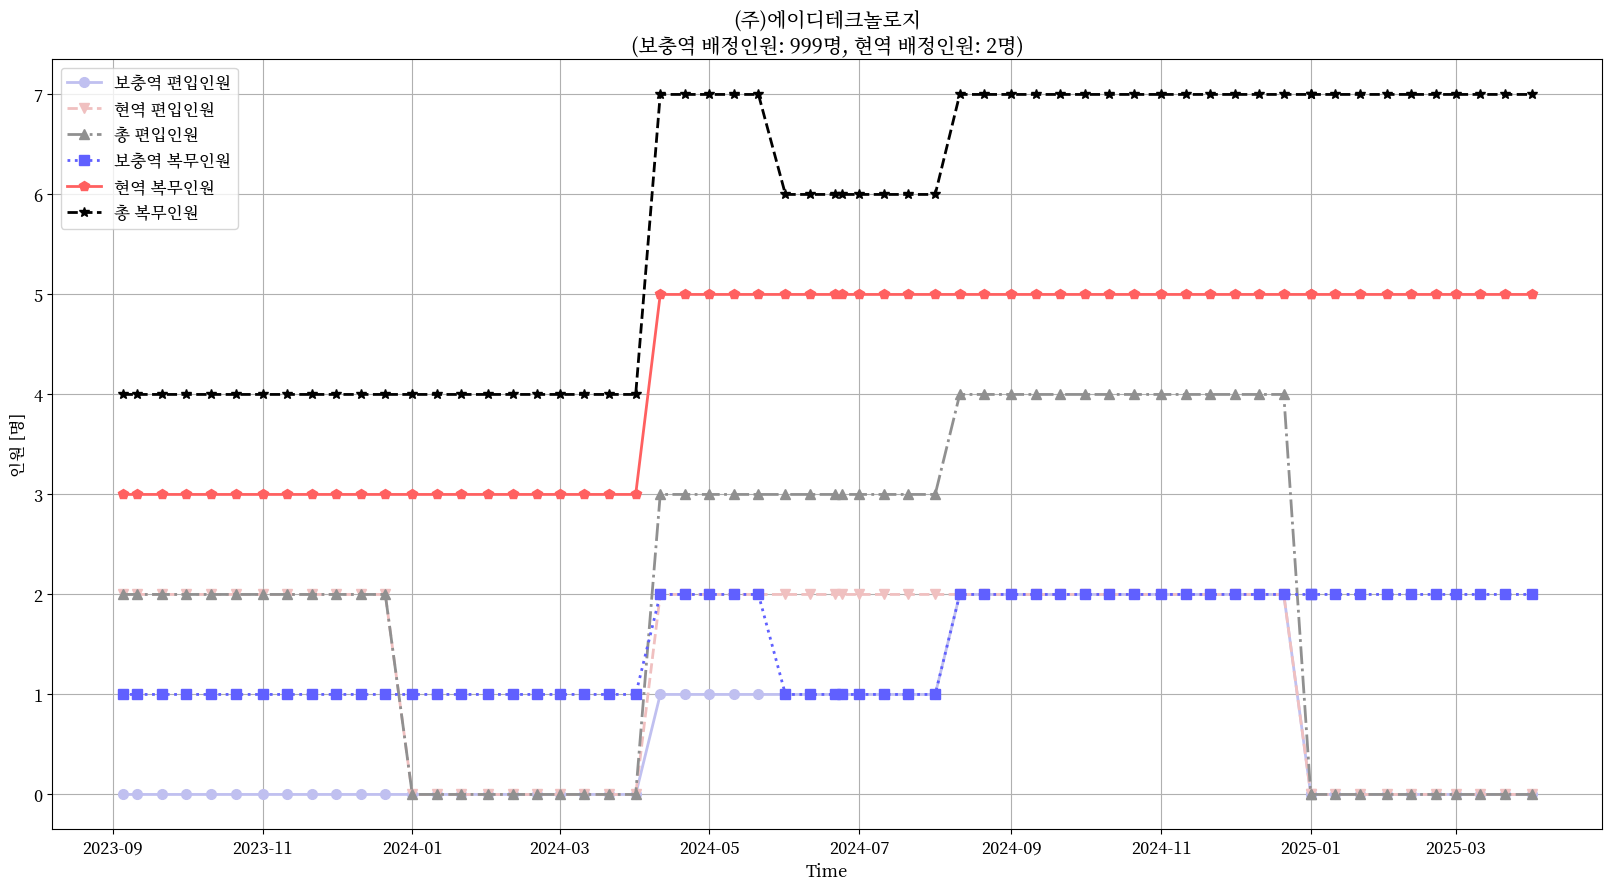 (주)에이디테크놀로지
(보충역 배정인원: 999명, 현역 배정인원: 2명)
보충역 편입인원
현역 편입인원
총 편입인원
보충역 복무인원
현역 복무인원
총 복무인원
7
6
5
4
3
2
1
0
인원 [명]
2023-09 2023-11 2024-01 2024-03 2024-05 2024-07 2024-09 2024-11 2025-01 2025-03
Time